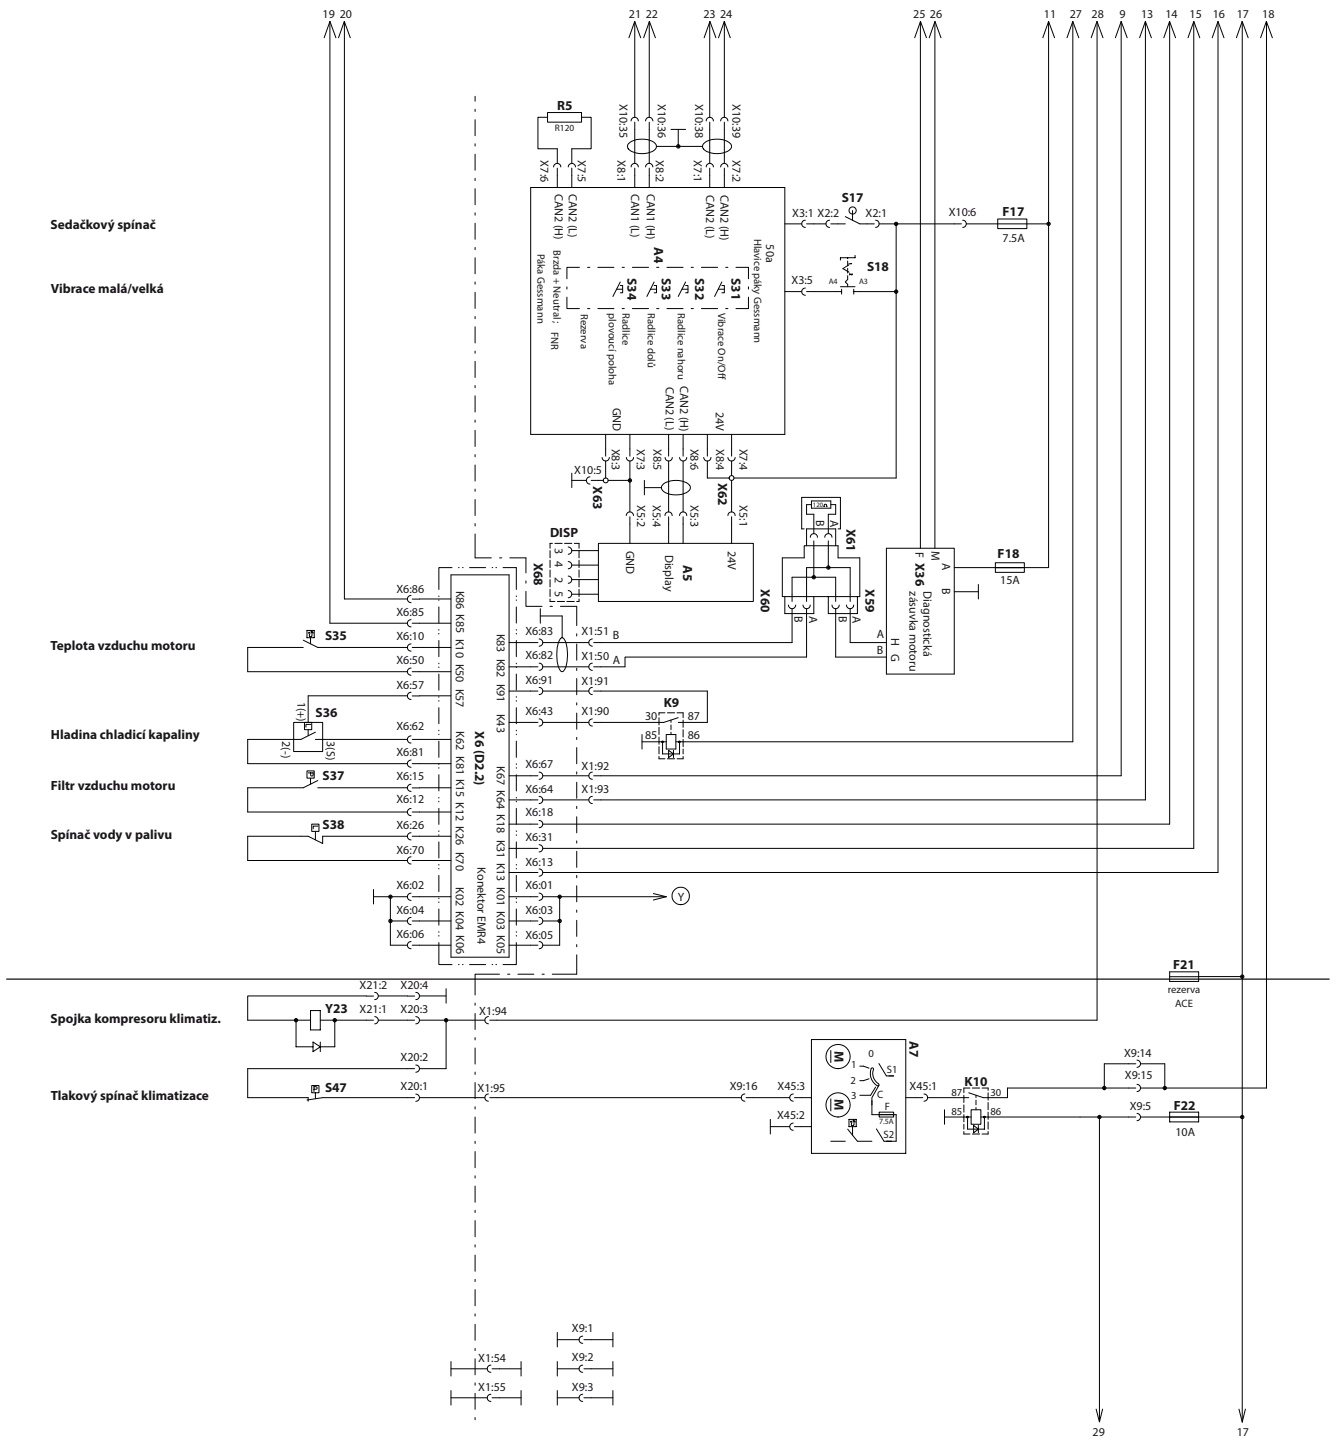 19 20 21 22 23 24 25 26 11 27 28 9 13 14 15 16 17 18
R5
R120
X10:35 X10:36 X10:38 X10:39
X7:6 X7:5 X8:1 X8:2 X7:1 X7:2
CAN2 (H) CAN2 (L) CAN1 (L) CAN1 (H) CAN2 (L) CAN2 (H)
Sedačkový spínač
X3:1 X2:2 S17 X2:1 X10:6 F17
7.5A
Vibrace malá/velká
X3:5 S18
A4 A3
A4
50a
Hlavice páky Gessmann
S34 S33 S32 S31
Brzda + Neutral; FNR
Páka Gessmann
Rezerva
Radlice
plovoucí poloha
Radlice dolů
Radlice nahoru
Vibrace On/Off
GND CAN2 (L) CAN2 (H) 24V
X8:3 X7:3 X8:5 X8:6 X8:4 X7:4
X10:5 X63 X62
X5:2 X5:4 X5:3 X5:1
DISP
3 4 2 5
X68
GND Display A5 24V
120Ω
B A
X61
X60 X59
B A B A
F18
15A
M F A B
X36 Diagnostická
zásuvka motoru
A H
B G
X6:86 K86
X6:85 K85
Teplota vzduchu motoru
S35 X6:10 K10
X6:50 K50
X6:57 K57
Hladina chladicí kapaliny
1(+) S36
2(-) 3(S)
X6:62 K62
X6:81 K81
Filtr vzduchu motoru
S37 X6:15 K15
X6:12 K12
Spínač vody v palivu
S38 X6:26 K26
X6:70 K70
X6:02 K02
X6:04 K04
X6:06 K06
X6 (D2.2)
Konektor EMR4
K83 X6:83 X1:51 B
K82 X6:82 X1:50 A
K91 X6:91 X1:91
K43 X6:43 X1:90
K9
30 87
85 86
K67 X6:67 X1:92
K64 X6:64 X1:93
K18 X6:18
K31 X6:31
K13 X6:13
K01 X6:01 Y
K03 X6:03
K05 X6:05
F21
rezerva
ACE
X21:2 X20:4
Spojka kompresoru klimatiz.
Y23 X21:1 X20:3 X1:94
X20:2
Tlakový spínač klimatizace
P S47 X20:1 X1:95 X9:16 X45:3
X45:2
A7
M M
0 1 2 3 C
S1
F
7.5A
S2
X45:1 K10
87 30
85 86
X9:14
X9:15
X9:5 F22
10A
X9:1
X1:54 X9:2
X1:55 X9:3
29 17